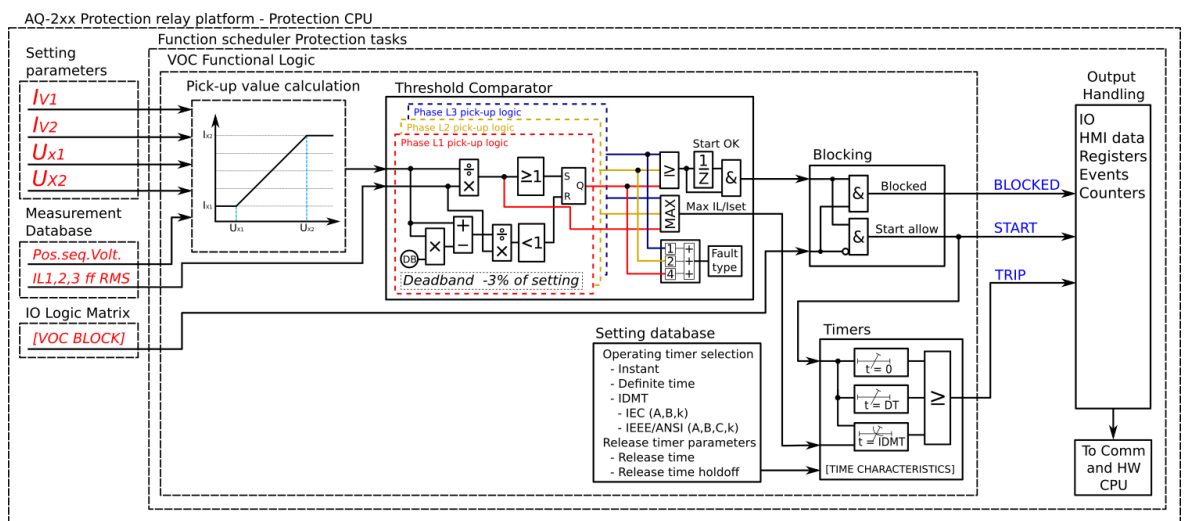 AQ-2xx Protection relay platform - Protection CPU
Function scheduler Protection tasks
VOC Functional Logic
Setting
parameters
IV1
IV2
Ux1
Ux2
Measurement
Database
Pos.seq.Volt.
IL1,2,3 ff RMS
IO Logic Matrix
[VOC BLOCK]
Pick-up value calculation
Ix2
Ix1
Ux1
Ux2
Threshold Comparator
Phase L3 pick-up logic
Phase L2 pick-up logic
Phase L1 pick-up logic
÷
×
≥1
S
R
Q
DB
×
+
−
÷
×
<1
Deadband -3% of setting
≥
Start OK
1
Z
&
MAX
Max IL/Iset
1 +
2 +
4 +
Fault
type
Blocking
&
Blocked
&
Start allow
BLOCKED
START
TRIP
Setting database
Operating timer selection
- Instant
- Definite time
- IDMT
- IEC (A,B,k)
- IEEE/ANSI (A,B,C,k)
Release timer parameters
- Release time
- Release time holdoff
Timers
t = 0
t = DT
t = IDMT
≥
[TIME CHARACTERISTICS]
Output
Handling
IO
HMI data
Registers
Events
Counters
To Comm
and HW
CPU